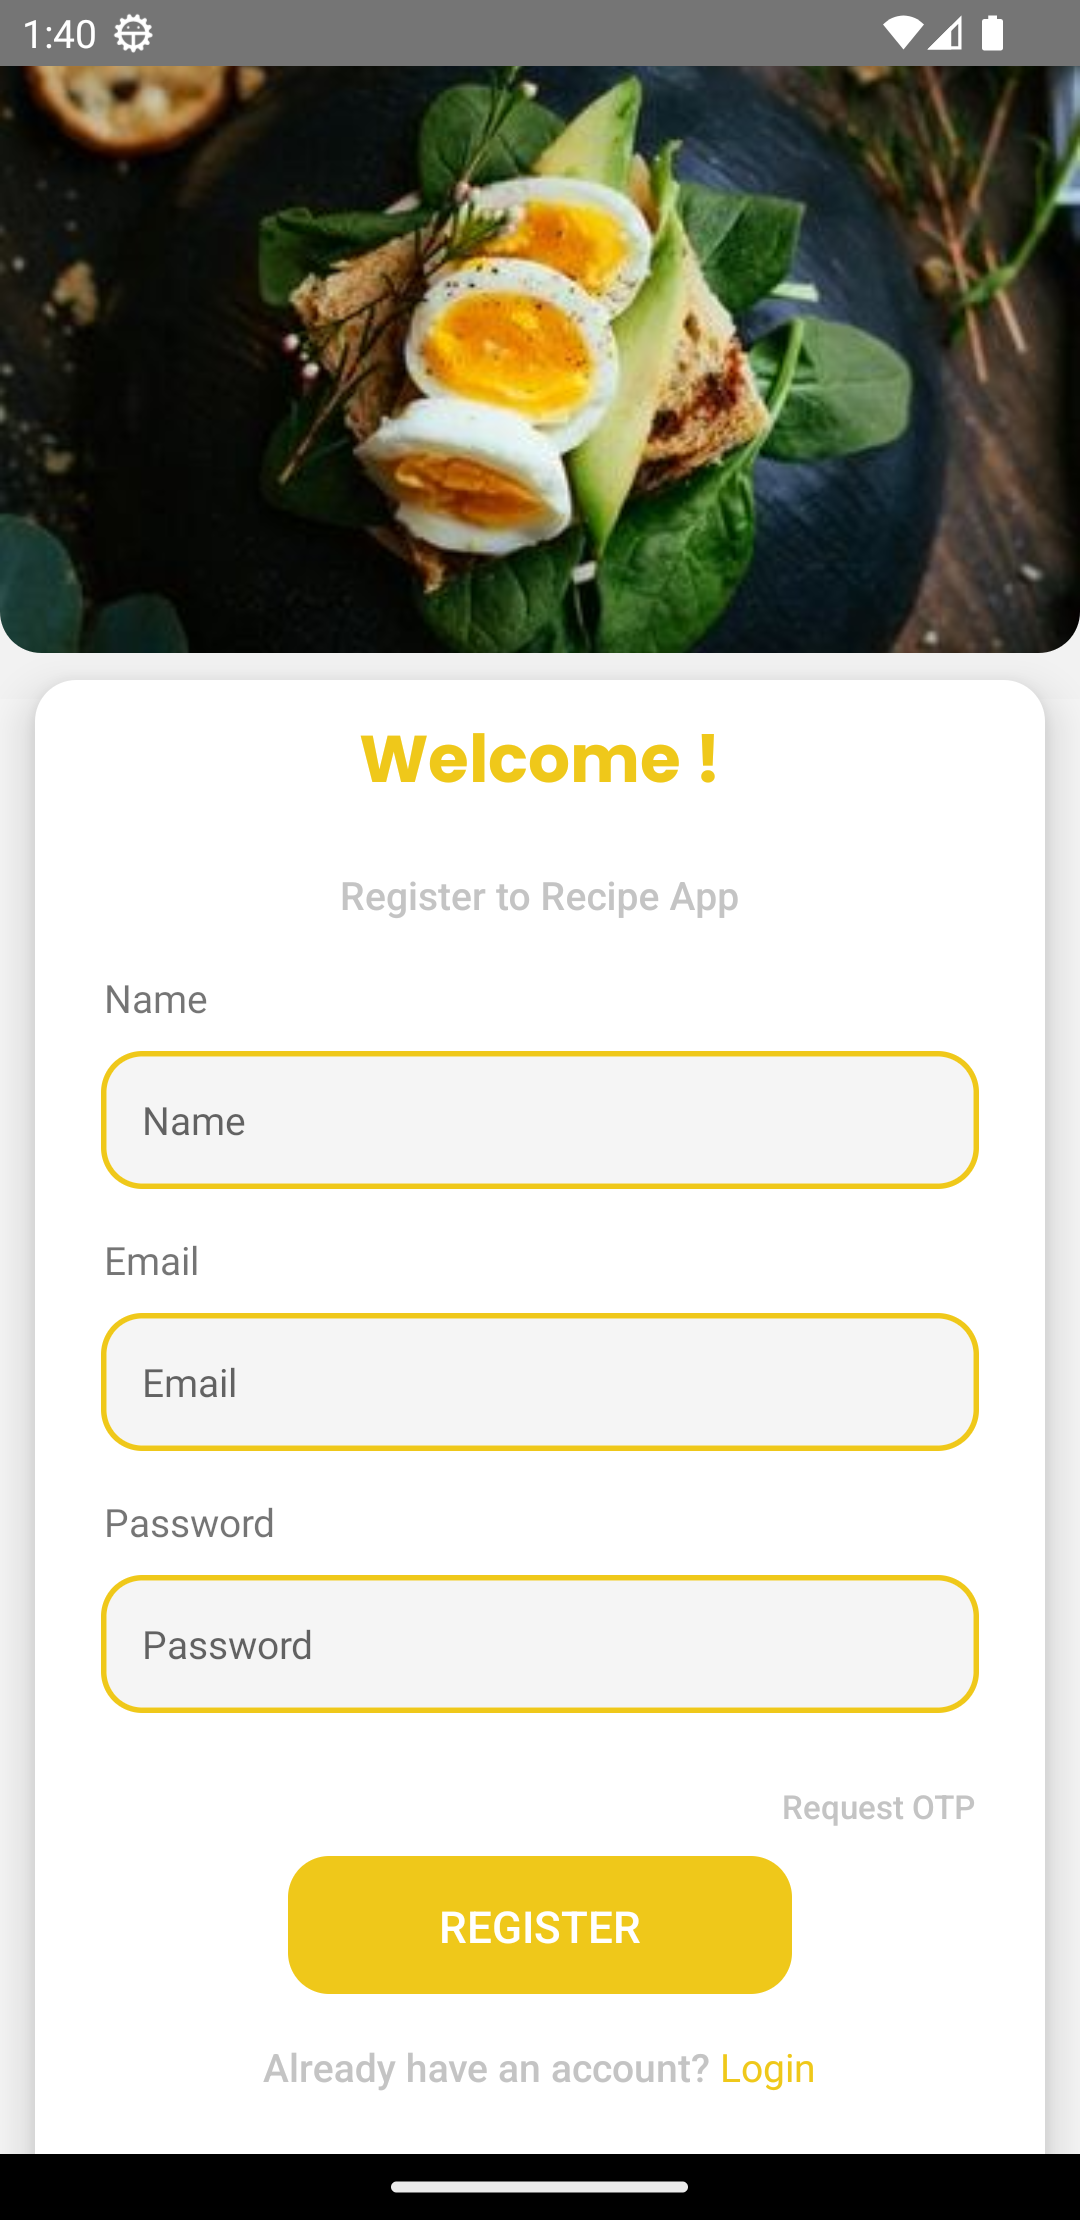 1:40
Welcome !
Register to Recipe App
Name
Name
Email
Email
Password
Password
Request OTP
REGISTER
Already have an account? Login